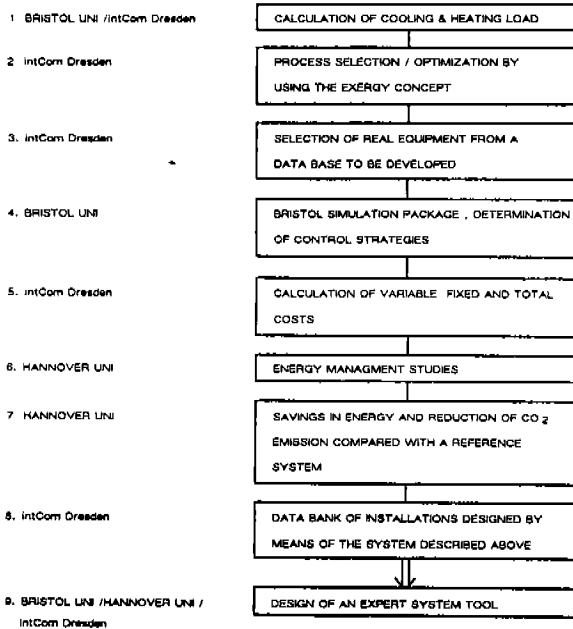 1 BRISTOL UNI /intCom Dresden
CALCULATION OF COOLING & HEATING LOAD
2 intCom Dresden
PROCESS SELECTION / OPTIMIZATION BY
USING THE EXERGY CONCEPT
3. intCom Dresden
SELECTION OF REAL EQUIPMENT FROM A
DATA BASE TO BE DEVELOPED
4. BRISTOL UNI
BRISTOL SIMULATION PACKAGE , DETERMINATION
OF CONTROL STRATEGIES
5. intCom Dresden
CALCULATION OF VARIABLE FIXED AND TOTAL
COSTS
6. HANNOVER UNI
ENERGY MANAGMENT STUDIES
7 HANNOVER UNI
SAVINGS IN ENERGY AND REDUCTION OF CO 2
EMISSION COMPARED WITH A REFERENCE
SYSTEM
8. intCom Dresden
DATA BANK OF INSTALLATIONS DESIGNED BY
MEANS OF THE SYSTEM DESCRIBED ABOVE
9. BRISTOL UNI /HANNOVER UNI /
intCom Dresden
DESIGN OF AN EXPERT SYSTEM TOOL